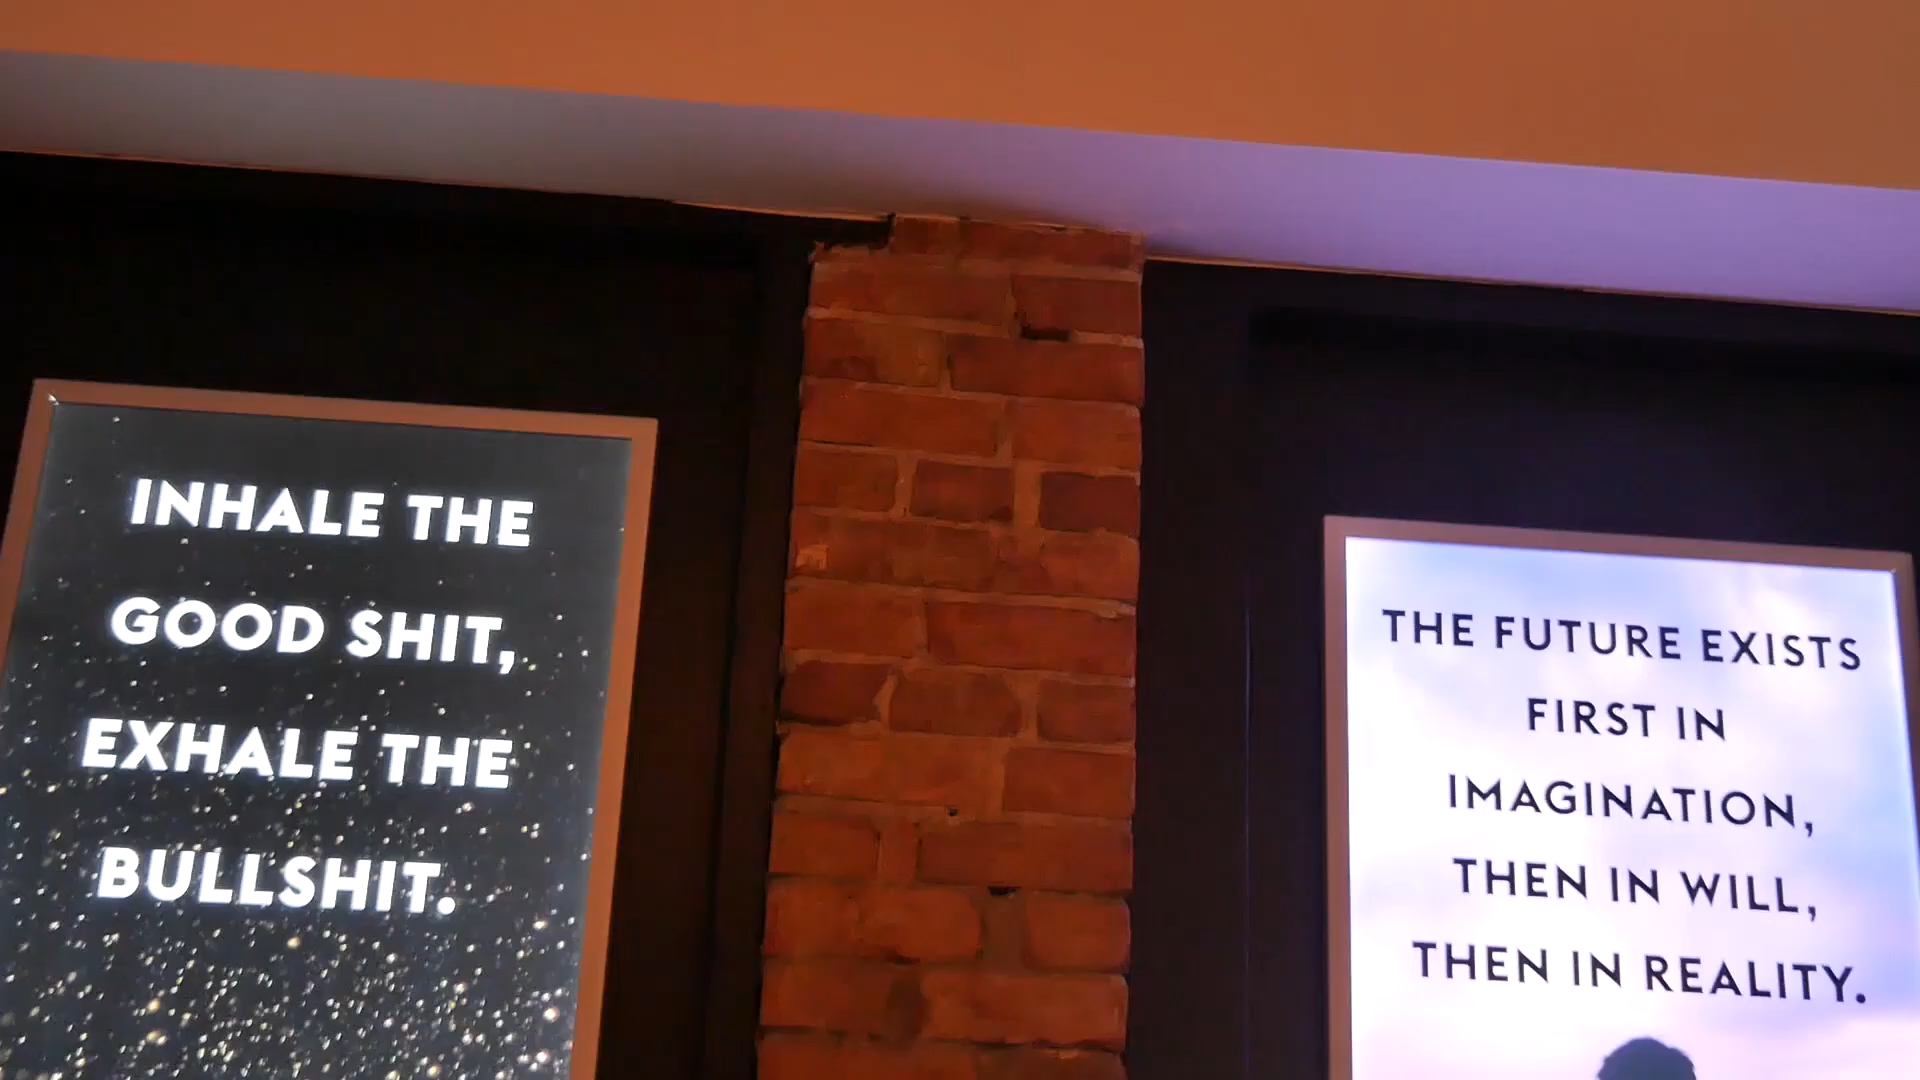 INHALE THE
GOOD SHIT,
EXHALE THE
BULLSHIT.
THE FUTURE EXISTS
FIRST IN
IMAGINATION,
THEN IN WILL,
THEN IN REALITY.